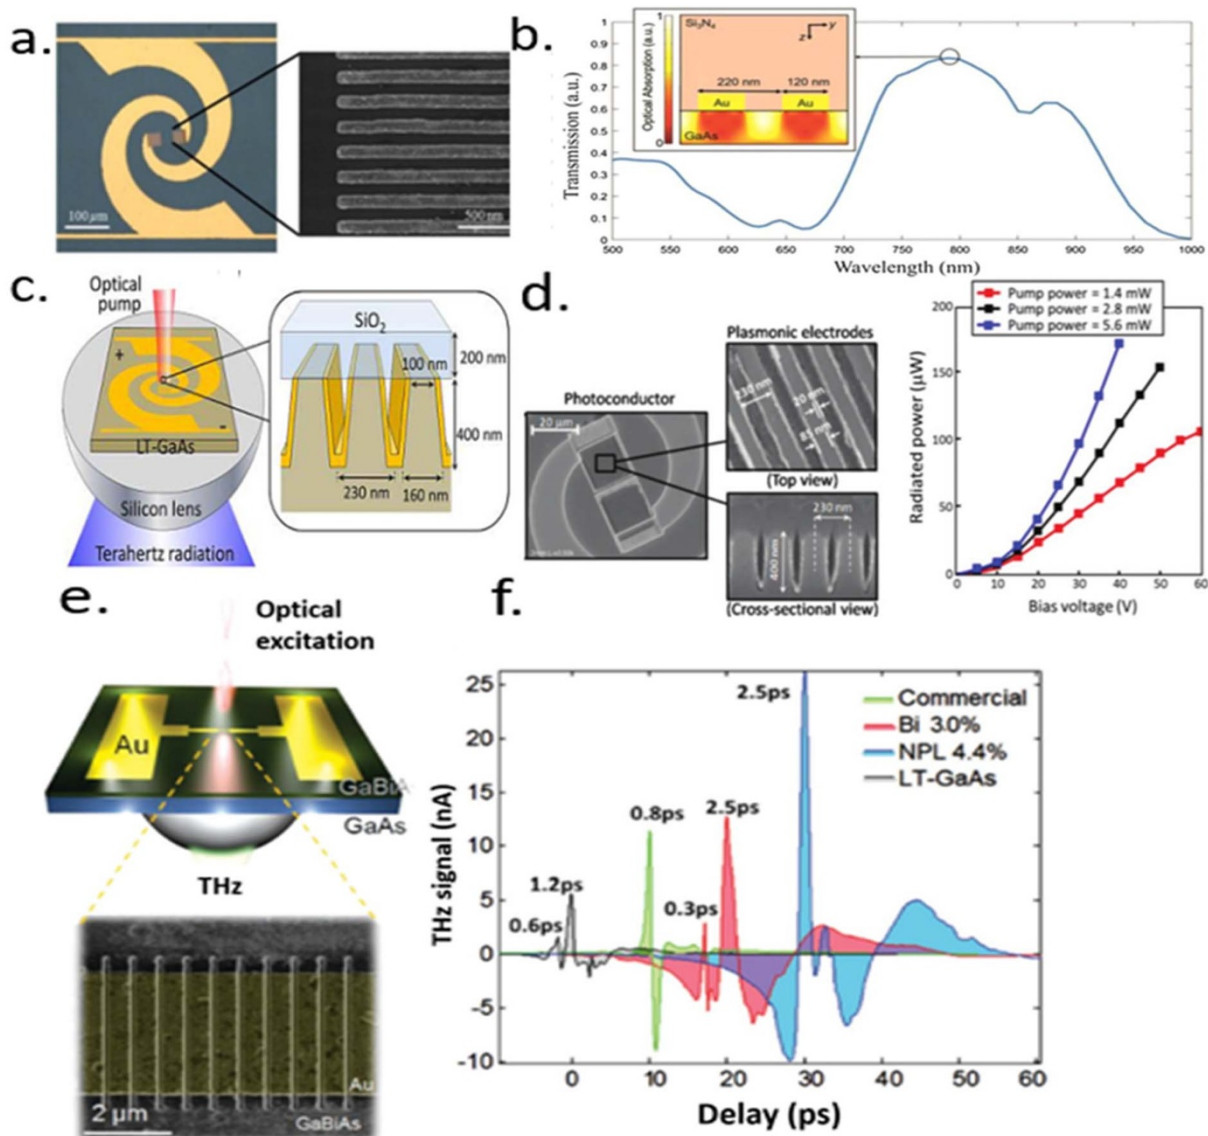 a.
100 µm
500 nm
b.
Transmission (a.u.)
1
0.9
0.8
0.7
0.6
0.5
0.4
0.3
0.2
0.1
0
500
550
600
650
700
750
800
850
900
950
1000
Wavelength (nm)
Optical Absorption (a.u.)
1
0
Si3N4
y
z
220 nm
120 nm
Au
Au
GaAs
c.
Optical
pump
+
-
LT-GaAs
Silicon lens
Terahertz radiation
SiO2
200 nm
100 nm
400 nm
230 nm
160 nm
d.
Photoconductor
20 µm
Plasmonic electrodes
230 nm
20 nm
85 nm
(Top view)
230 nm
400 nm
(Cross-sectional view)
Pump power = 1.4 mW
Pump power = 2.8 mW
Pump power = 5.6 mW
Radiated power (µW)
200
150
100
50
0
0
10
20
30
40
50
60
Bias voltage (V)
e.
Optical
excitation
Au
GaBiA
GaAs
THz
Au
2 µm
GaBiAs
f.
THz signal (nA)
25
20
15
10
5
0
-5
-10
0.6ps
1.2ps
0.8ps
0.3ps
2.5ps
2.5ps
Commercial
Bi 3.0%
NPL 4.4%
LT-GaAs
0
10
20
30
40
50
60
Delay (ps)